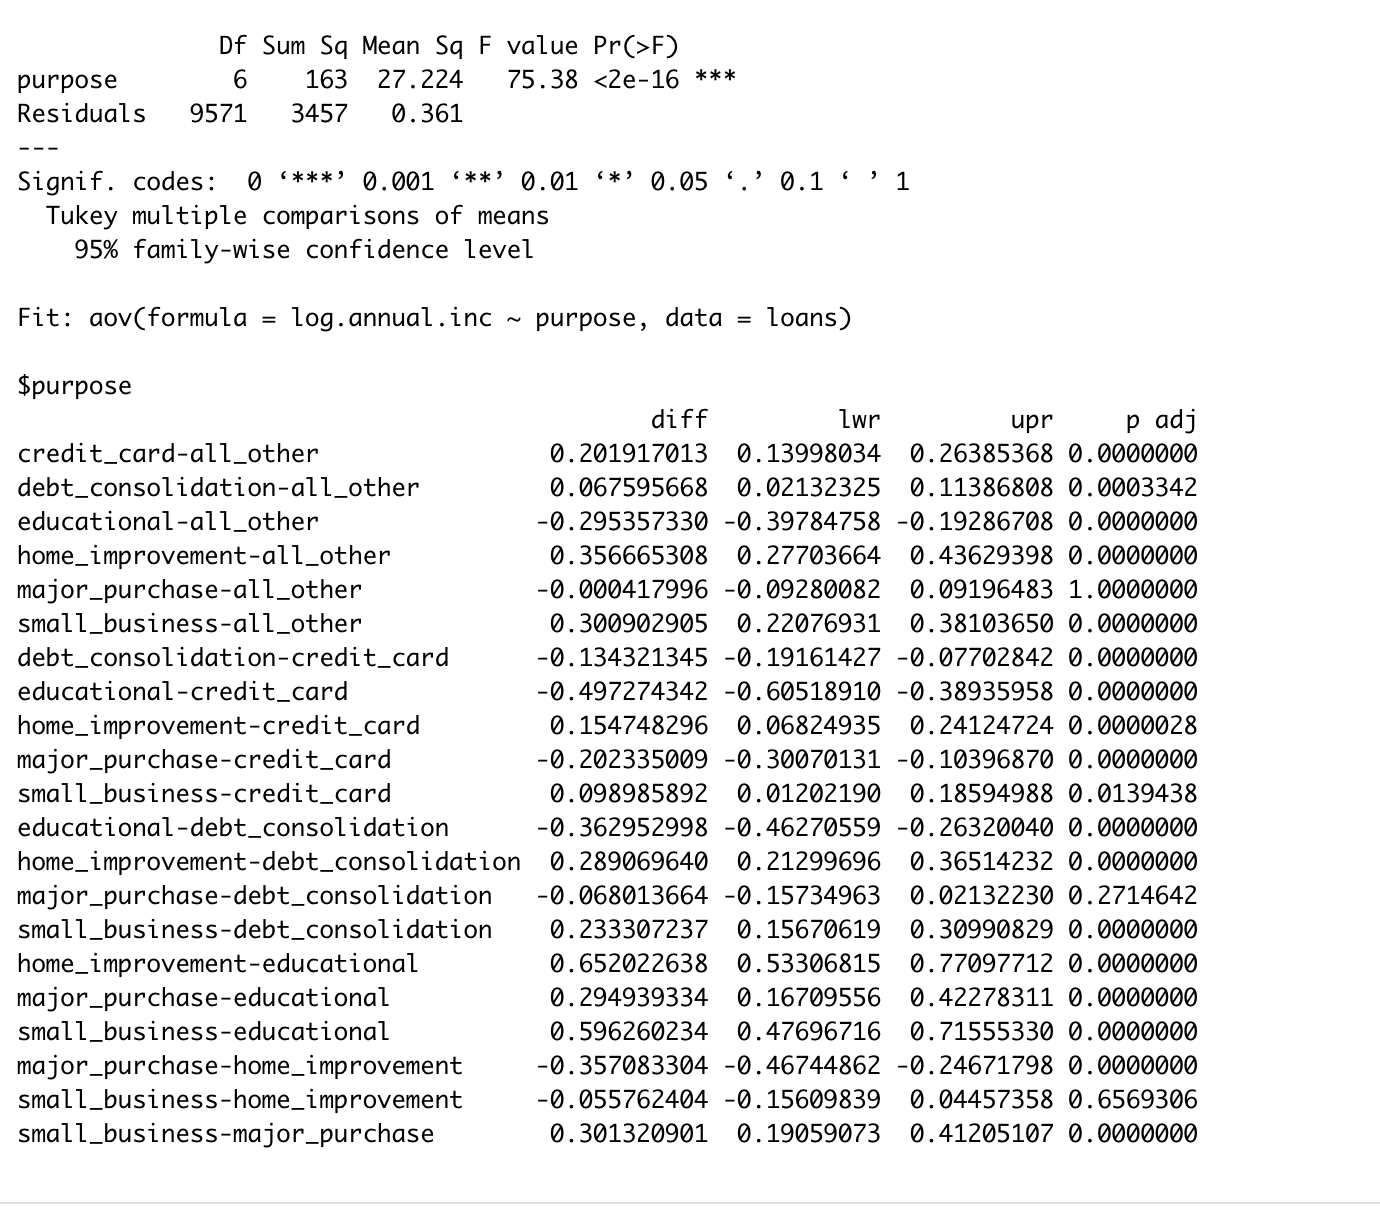 Df Sum Sq Mean Sq F value Pr(>F)
purpose 6 163 27.224 75.38 <2e-16 ***
Residuals 9571 3457 0.361
---
Signif. codes: 0 ‘***’ 0.001 ‘**’ 0.01 ‘*’ 0.05 ‘.’ 0.1 ‘ ’ 1
Tukey multiple comparisons of means
95% family-wise confidence level
Fit: aov(formula = log.annual.inc ~ purpose, data = loans)
$purpose
diff lwr upr p adj
credit_card-all_other 0.201917013 0.13998034 0.26385368 0.0000000
debt_consolidation-all_other 0.067595668 0.02132325 0.11386808 0.0003342
educational-all_other -0.295357330 -0.39784758 -0.19286708 0.0000000
home_improvement-all_other 0.356665308 0.27703664 0.43629398 0.0000000
major_purchase-all_other -0.000417996 -0.09280082 0.09196483 1.0000000
small_business-all_other 0.300902905 0.22076931 0.38103650 0.0000000
debt_consolidation-credit_card -0.134321345 -0.19161427 -0.07702842 0.0000000
educational-credit_card -0.497274342 -0.60518910 -0.38935958 0.0000000
home_improvement-credit_card 0.154748296 0.06824935 0.24124724 0.0000028
major_purchase-credit_card -0.202335009 -0.30070131 -0.10396870 0.0000000
small_business-credit_card 0.098985892 0.01202190 0.18594988 0.0139438
educational-debt_consolidation -0.362952998 -0.46270559 -0.26320040 0.0000000
home_improvement-debt_consolidation 0.289069640 0.21299696 0.36514232 0.0000000
major_purchase-debt_consolidation -0.068013664 -0.15734963 0.02132230 0.2714642
small_business-debt_consolidation 0.233307237 0.15670619 0.30990829 0.0000000
home_improvement-educational 0.652022638 0.53306815 0.77097712 0.0000000
major_purchase-educational 0.294939334 0.16709556 0.42278311 0.0000000
small_business-educational 0.596260234 0.47696716 0.71555330 0.0000000
major_purchase-home_improvement -0.357083304 -0.46744862 -0.24671798 0.0000000
small_business-home_improvement -0.055762404 -0.15609839 0.04457358 0.6569306
small_business-major_purchase 0.301320901 0.19059073 0.41205107 0.0000000